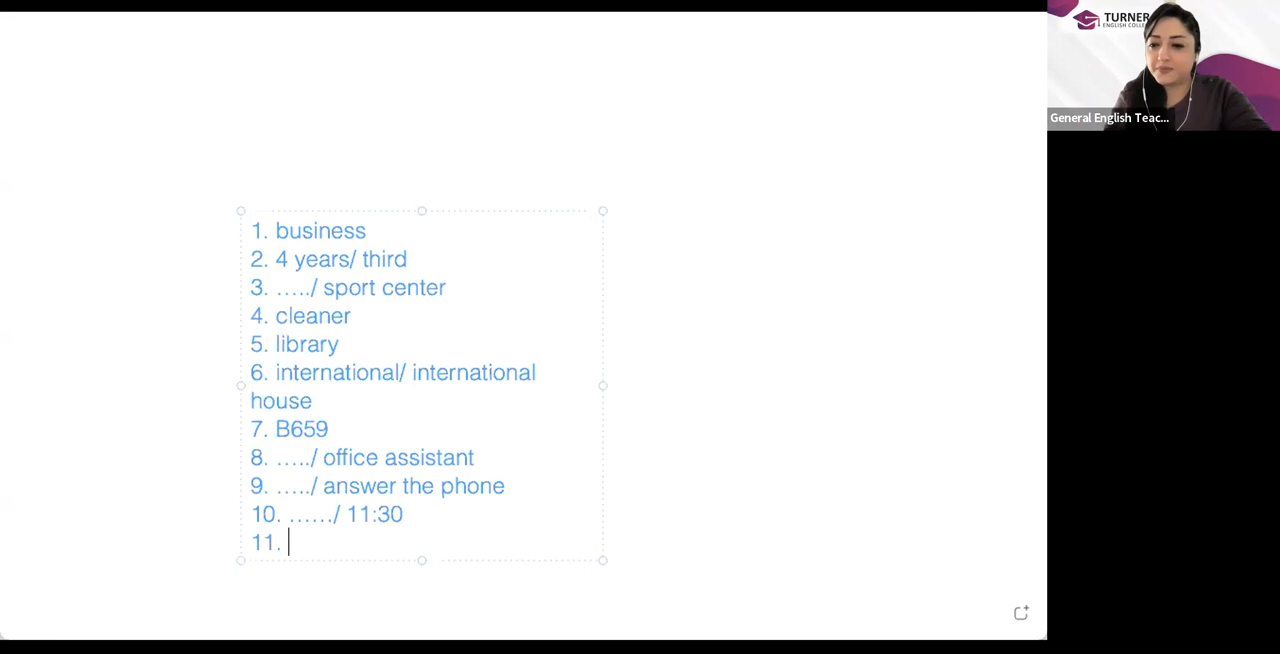 TURNER
1. business
2. 4 years/ third
3. …../ sport center
4. cleaner
5. library
6. international/ international
house
7. B659
8. …../ office assistant
9. …../ answer the phone
10. ……/ 11:30
11.
General English Teac...